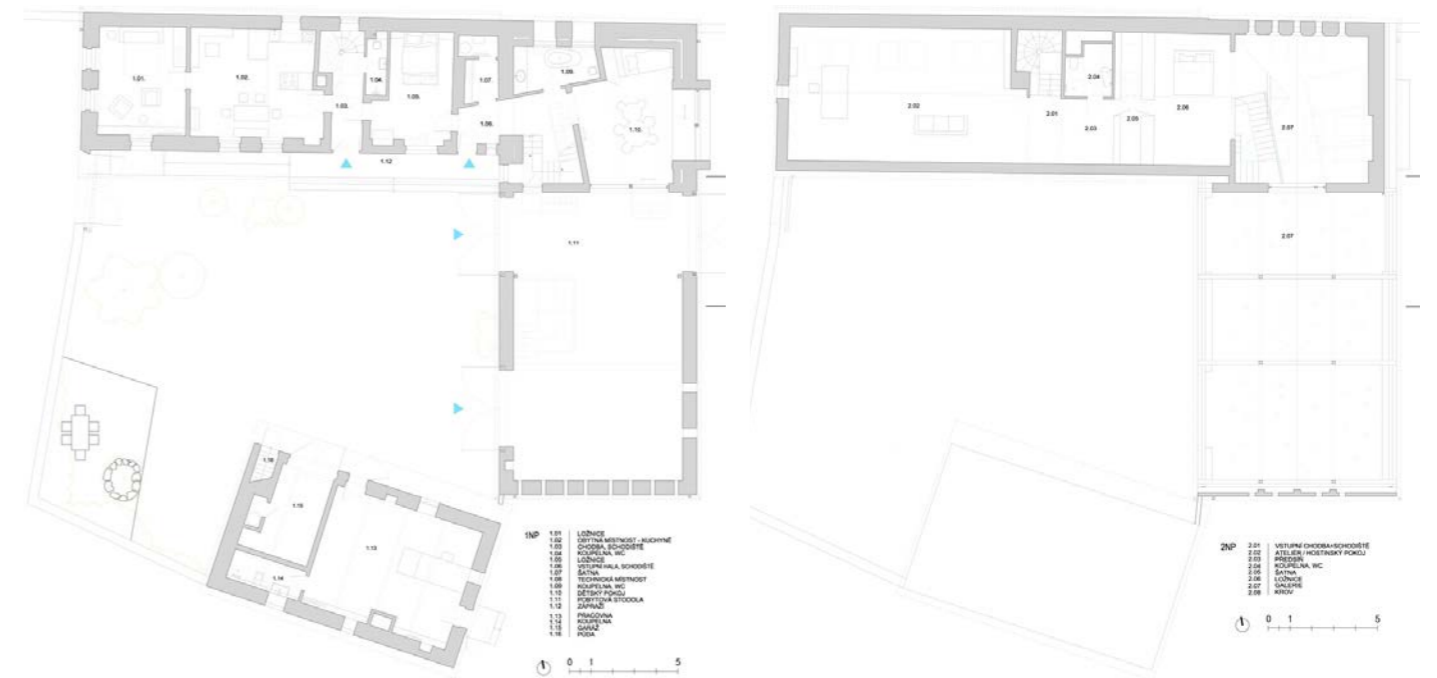 1.01.
1.02.
1.03.
1.04.
1.05.
1.06.
1.07.
1.09.
1.10.
1.12
1.11
1.16
1.15
1.13
1.14
1NP
1.01 LOŽNICE
1.02 OBYTNÁ MÍSTNOST - KUCHYNĚ
1.03 CHODBA, SCHODIŠTĚ
1.04 KOUPELNA, WC
1.05 LOŽNICE
1.06 VSTUPNÍ HALA, SCHODIŠTĚ
1.07 ŠATNA
1.08 TECHNICKÁ MÍSTNOST
1.09 KOUPELNA, WC
1.10 DĚTSKÝ POKOJ
1.11 POBYTOVÁ STODOLA
1.12 ZÁPRAŽÍ
1.13 PRACOVNA
1.14 KOUPELNA
1.15 GARÁŽ
1.16 PŮDA
0 1 5
2.02
2.01
2.04
2.03
2.05
2.06
2.07
2.07
2NP
2.01 VSTUPNÍ CHODBA+SCHODIŠTĚ
2.02 ATELIER / HOSTINSKÝ POKOJ
2.03 PŘEDSÍŇ
2.04 KOUPELNA, WC
2.05 ŠATNA
2.06 LOŽNICE
2.07 GALERIE
2.08 KROV
0 1 5